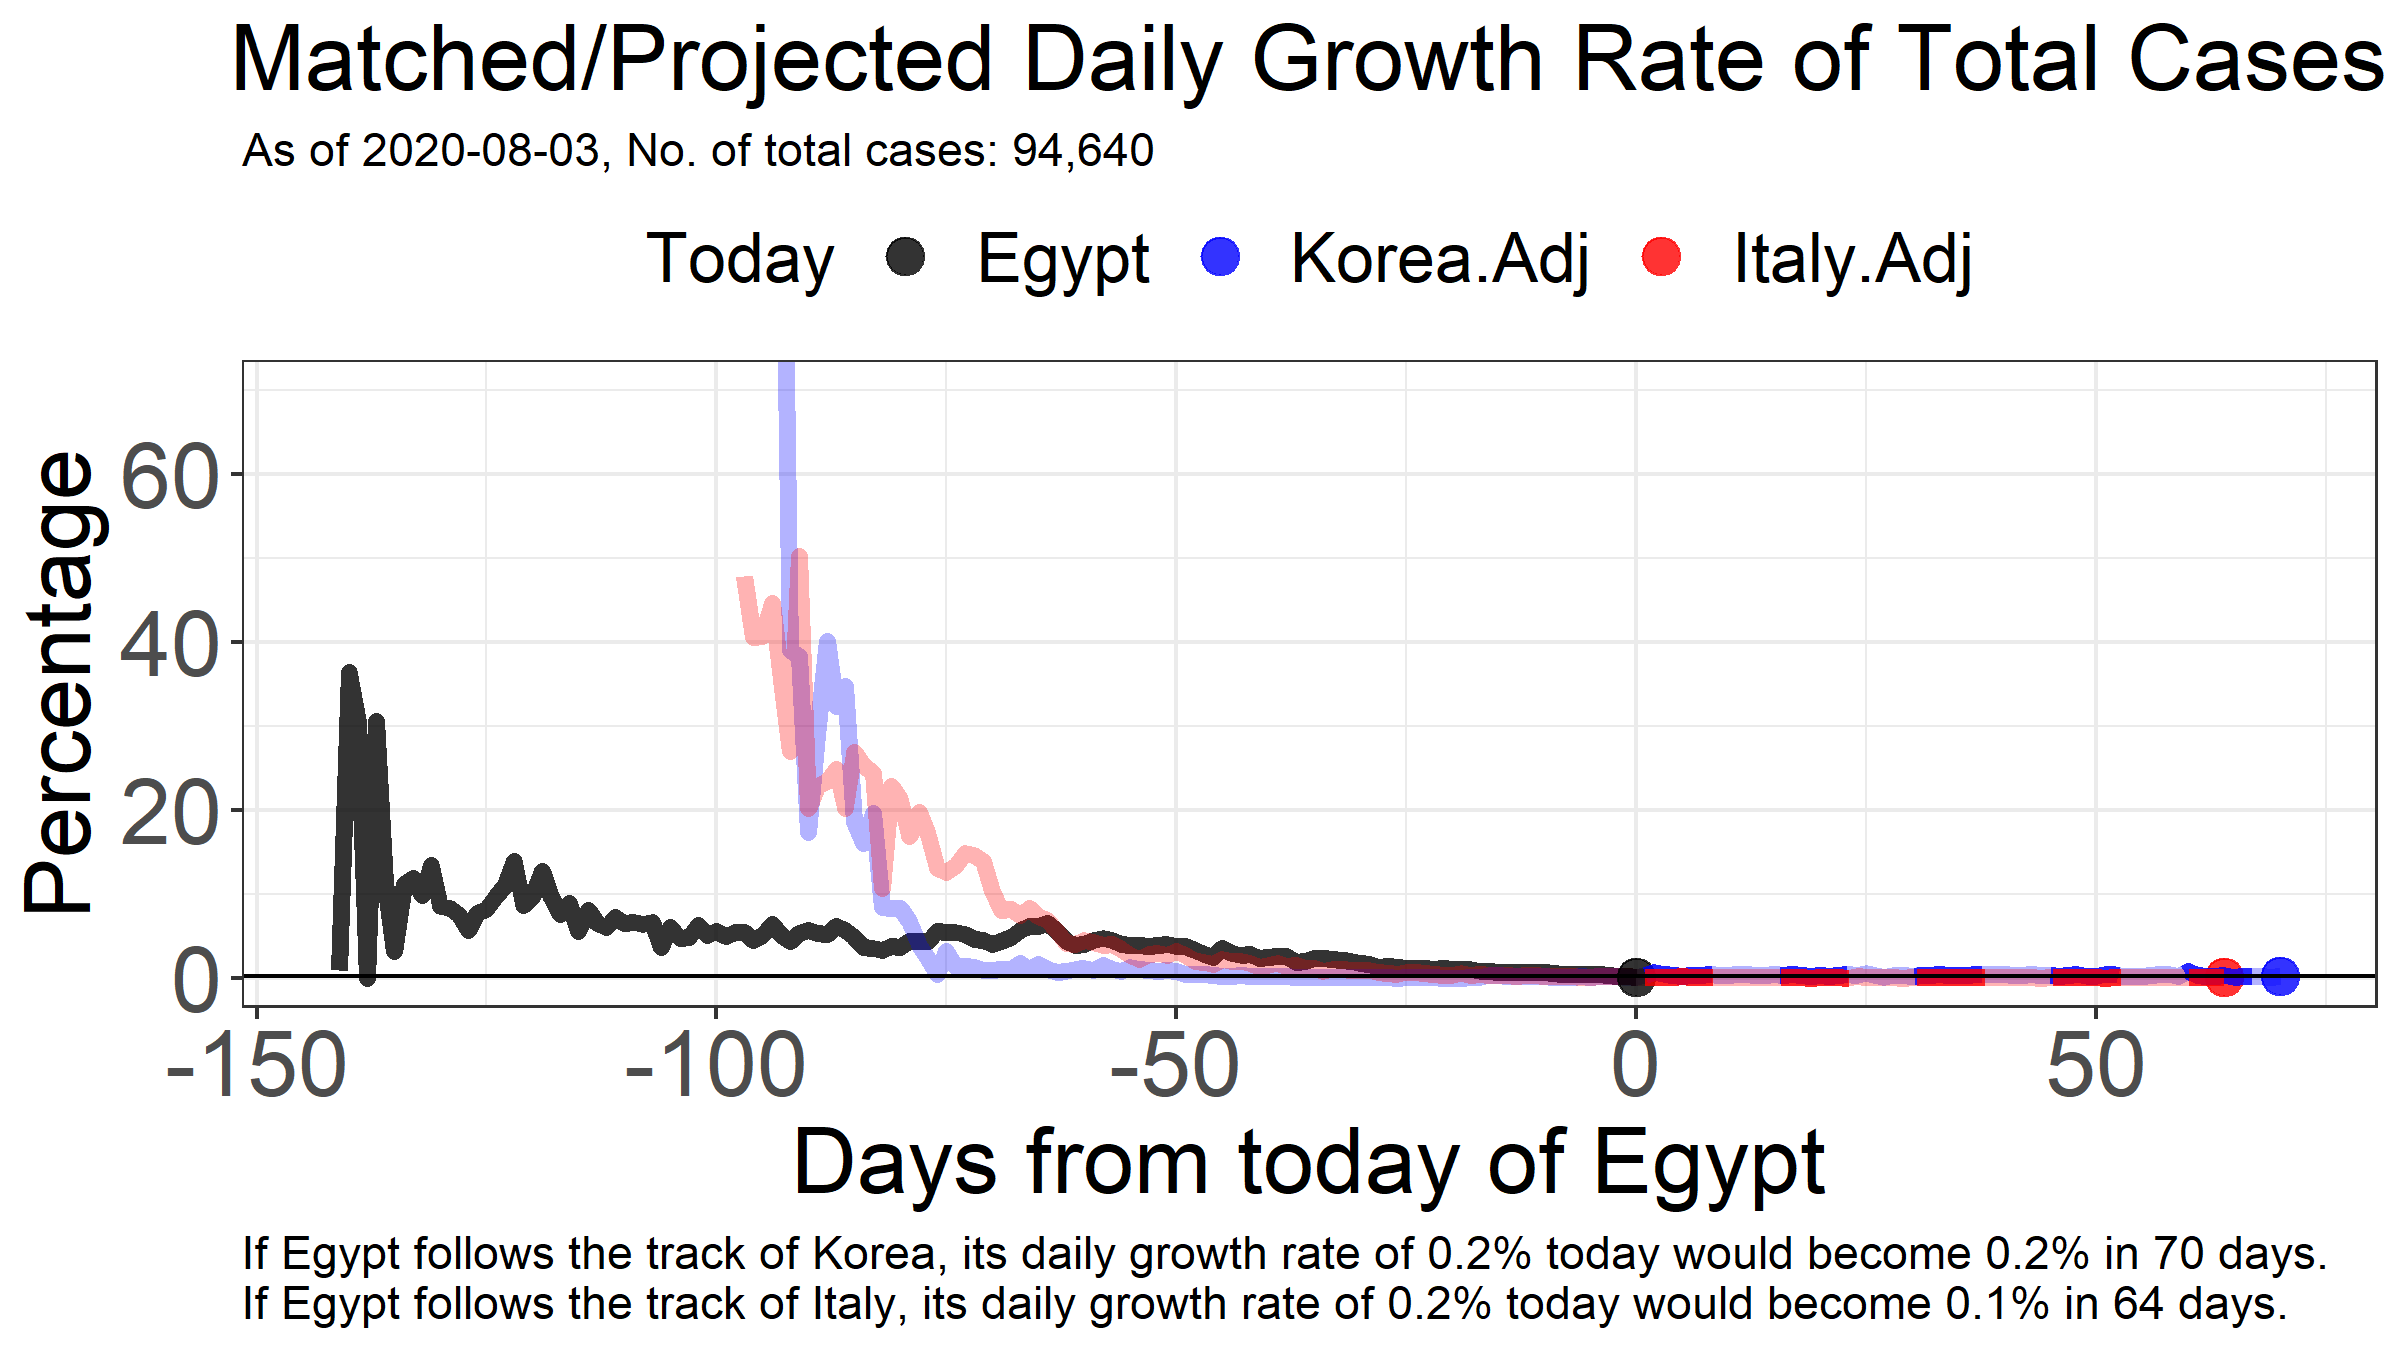 Matched/Projected Daily Growth Rate of Total Cases
As of 2020-08-03, No. of total cases: 94,640
Today Egypt Korea.Adj Italy.Adj
Percentage
60
40
20
0
-150 -100 -50 0 50
Days from today of Egypt
If Egypt follows the track of Korea, its daily growth rate of 0.2% today would become 0.2% in 70 days.
If Egypt follows the track of Italy, its daily growth rate of 0.2% today would become 0.1% in 64 days.